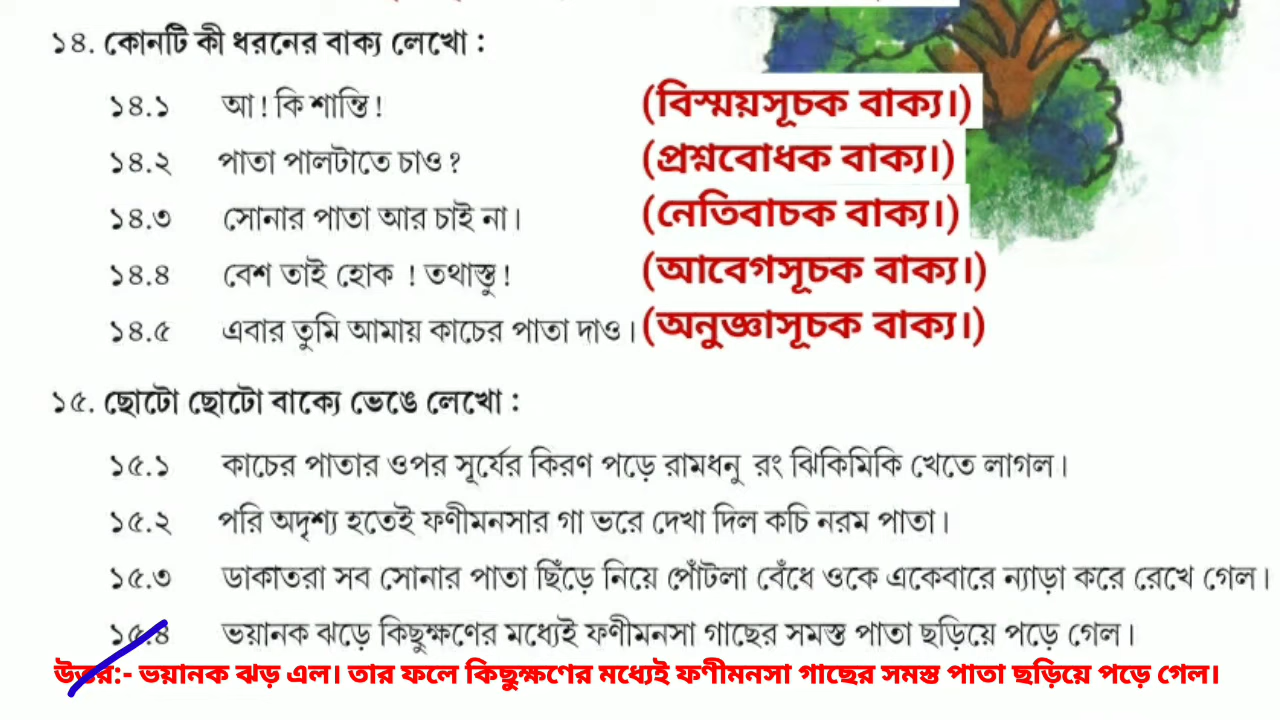 ১৪. কোনটি কী ধরনের বাক্য লেখো :
১৪.১ আ! কি শান্তি! (বিস্ময়সূচক বাক্য।)
১৪.২ পাতা পালটাতে চাও? (প্রশ্নবোধক বাক্য।)
১৪.৩ সোনার পাতা আর চাই না। (নেতিবাচক বাক্য।)
১৪.৪ বেশ তাই হোক ! তথাস্তু! (আবেগসূচক বাক্য।)
১৪.৫ এবার তুমি আমায় কাচের পাতা দাও। (অনুজ্ঞাসূচক বাক্য।)
১৫. ছোটো ছোটো বাক্যে ভেঙে লেখো :
১৫.১ কাচের পাতার ওপর সূর্যের কিরণ পড়ে রামধনু রং ঝিকিমিকি খেতে লাগল।
১৫.২ পরি অদৃশ্য হতেই ফণীমনসার গা ভরে দেখা দিল কচি নরম পাতা।
১৫.৩ ডাকাতরা সব সোনার পাতা ছিঁড়ে নিয়ে পোঁটলা বেঁধে ওকে একেবারে ন্যাড়া করে রেখে গেল।
১৫.৪ ভয়ানক ঝড়ে কিছুক্ষণের মধ্যেই ফণীমনসা গাছের সমস্ত পাতা ছড়িয়ে পড়ে গেল।
উত্তর:- ভয়ানক ঝড় এল। তার ফলে কিছুক্ষণের মধ্যেই ফণীমনসা গাছের সমস্ত পাতা ছড়িয়ে পড়ে গেল।